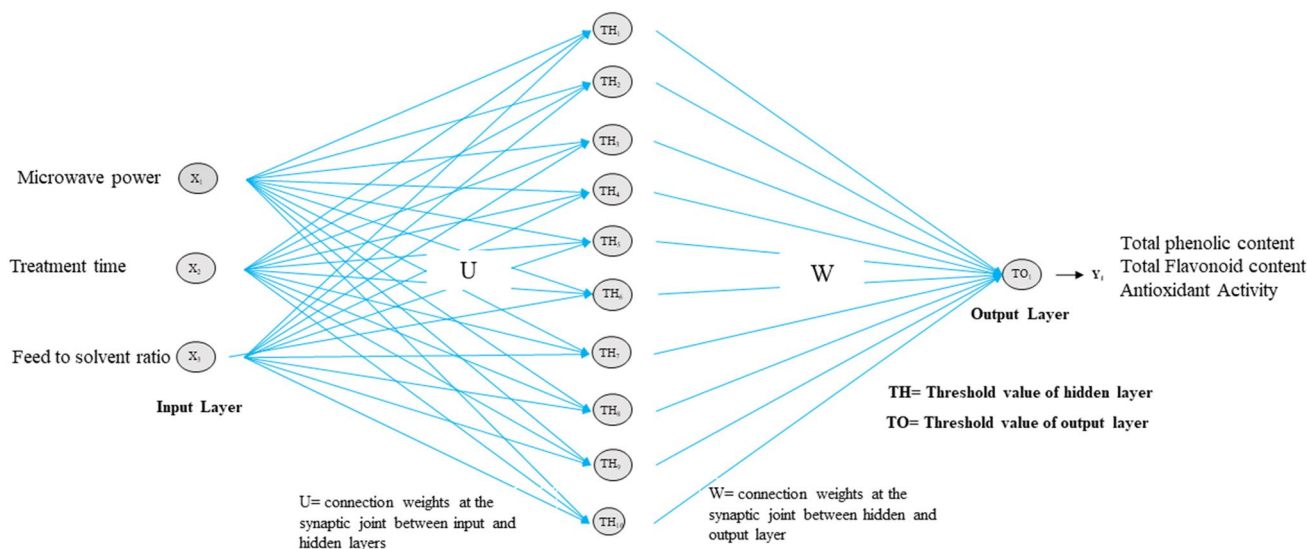 TH₁
TH₂
TH₃
Microwave power X₁
TH₄
TH₅
Treatment time X₂
U
W
TO₁ Y₁
Total phenolic content
Total Flavonoid content
Antioxidant Activity
TH₆
Output Layer
Feed to solvent ratio X₃
TH₇
Input Layer
TH= Threshold value of hidden layer
TO= Threshold value of output layer
TH₈
TH₉
U= connection weights at the
synaptic joint between input and
hidden layers
W= connection weights at the
synaptic joint between hidden and
output layer
TH₁₀